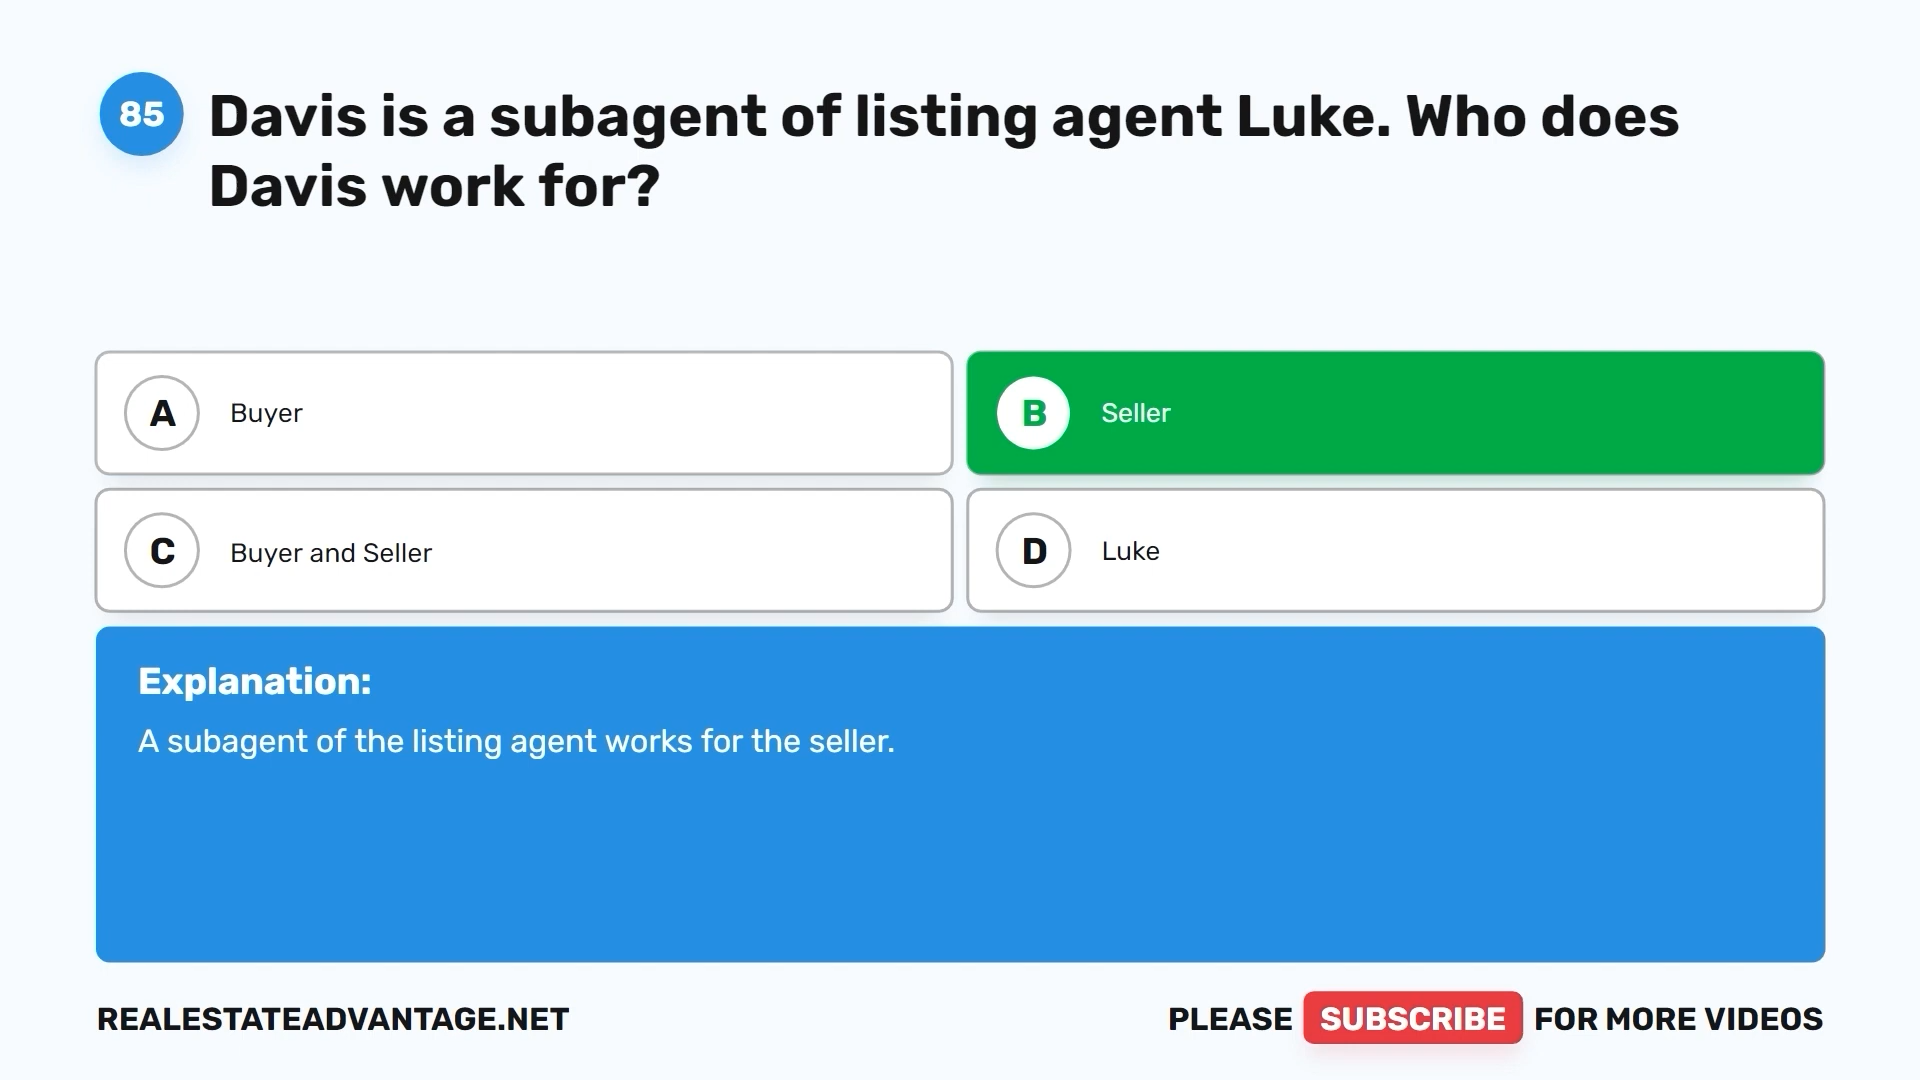 85
Davis is a subagent of listing agent Luke. Who does
Davis work for?
A Buyer
B Seller
C Buyer and Seller
D Luke
Explanation:
A subagent of the listing agent works for the seller.
REALESTATEADVANTAGE.NET
PLEASE SUBSCRIBE FOR MORE VIDEOS